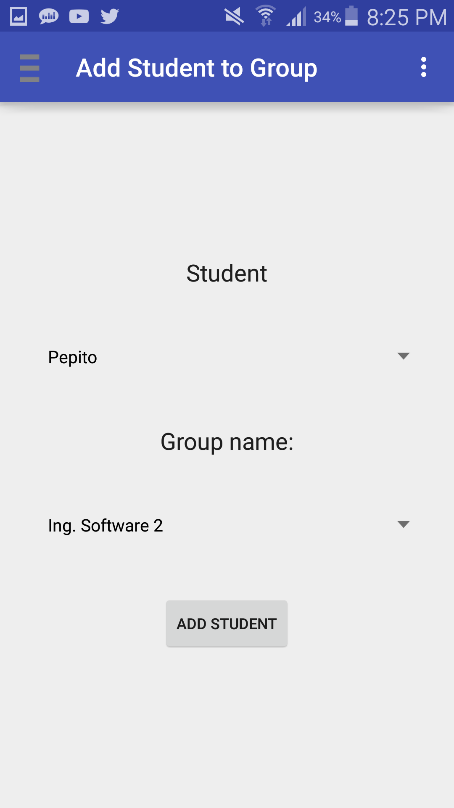 34% 8:25 PM
Add Student to Group
Student
Pepito
Group name:
Ing. Software 2
ADD STUDENT